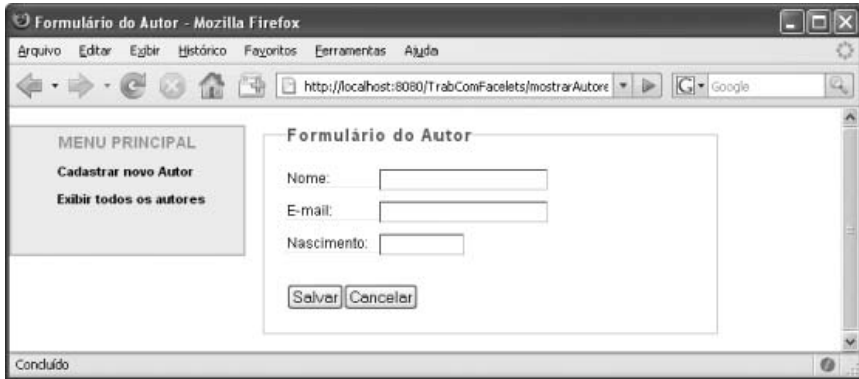 Formulário do Autor - Mozilla Firefox
Arquivo Editar Exibir Histórico Favoritos Ferramentas Ajuda
http://localhost:8080/TrabComFacelets/mostrarAutore
G Google
MENU PRINCIPAL
Cadastrar novo Autor
Exibir todos os autores
Formulário do Autor
Nome:
E-mail:
Nascimento:
Salvar Cancelar
Concluído